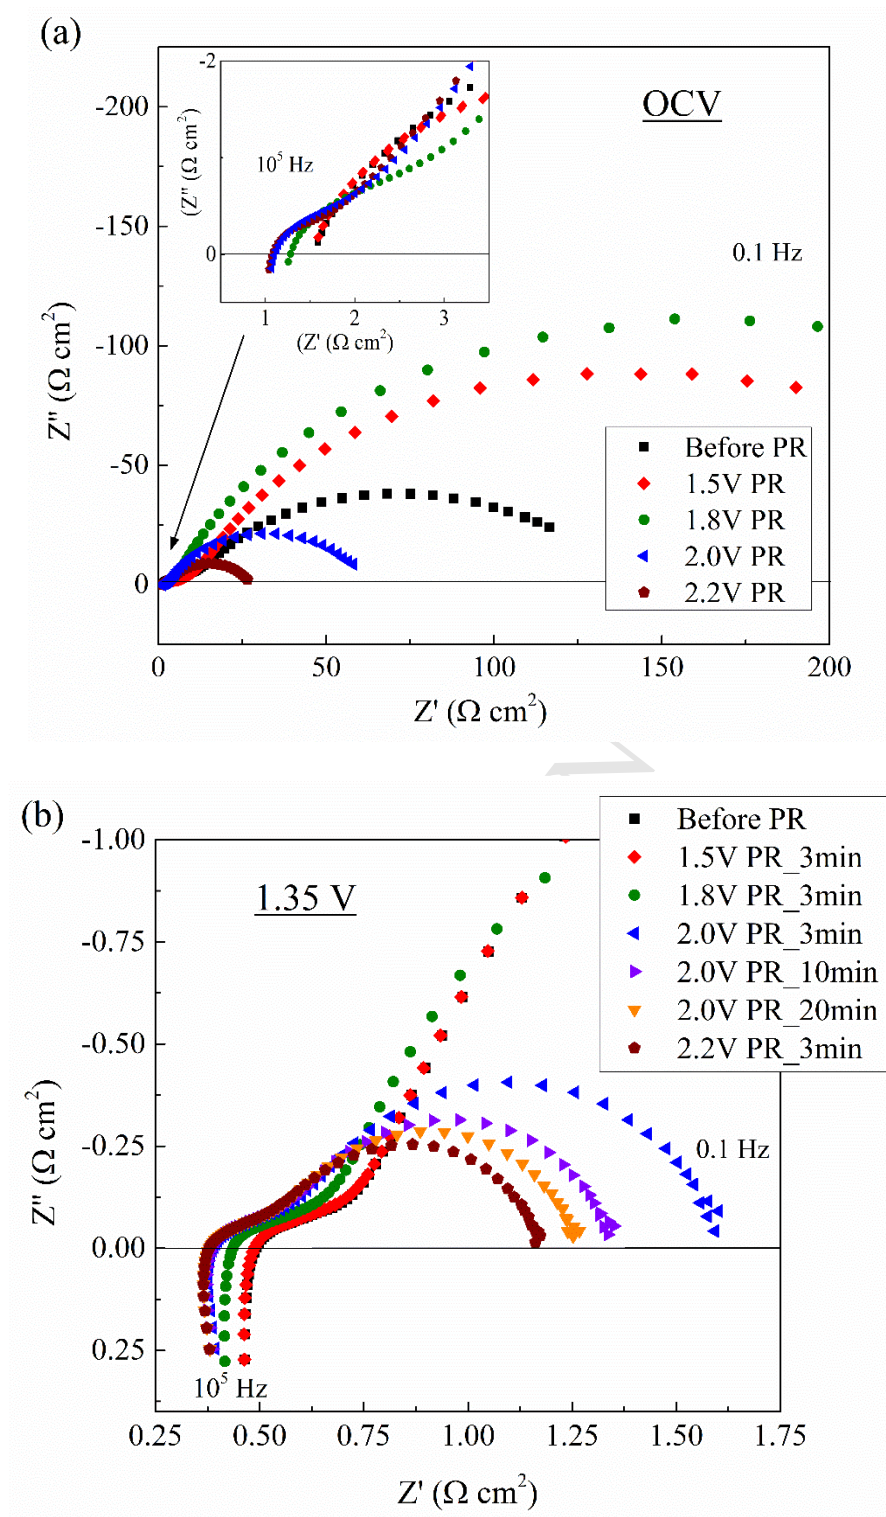 (a)
OCV
-200
-150
-100
-50
0
Z'' (Ω cm²)
-2
0
10⁵ Hz
(Z'' (Ω cm²)
1 2 3
(Z' (Ω cm²)
0.1 Hz
Before PR
1.5V PR
1.8V PR
2.0V PR
2.2V PR
0 50 100 150 200
Z' (Ω cm²)
(b)
1.35 V
-1.00
-0.75
-0.50
-0.25
0.00
0.25
Z'' (Ω cm²)
Before PR
1.5V PR_3min
1.8V PR_3min
2.0V PR_3min
2.0V PR_10min
2.0V PR_20min
2.2V PR_3min
0.1 Hz
10⁵ Hz
0.25 0.50 0.75 1.00 1.25 1.50 1.75
Z' (Ω cm²)